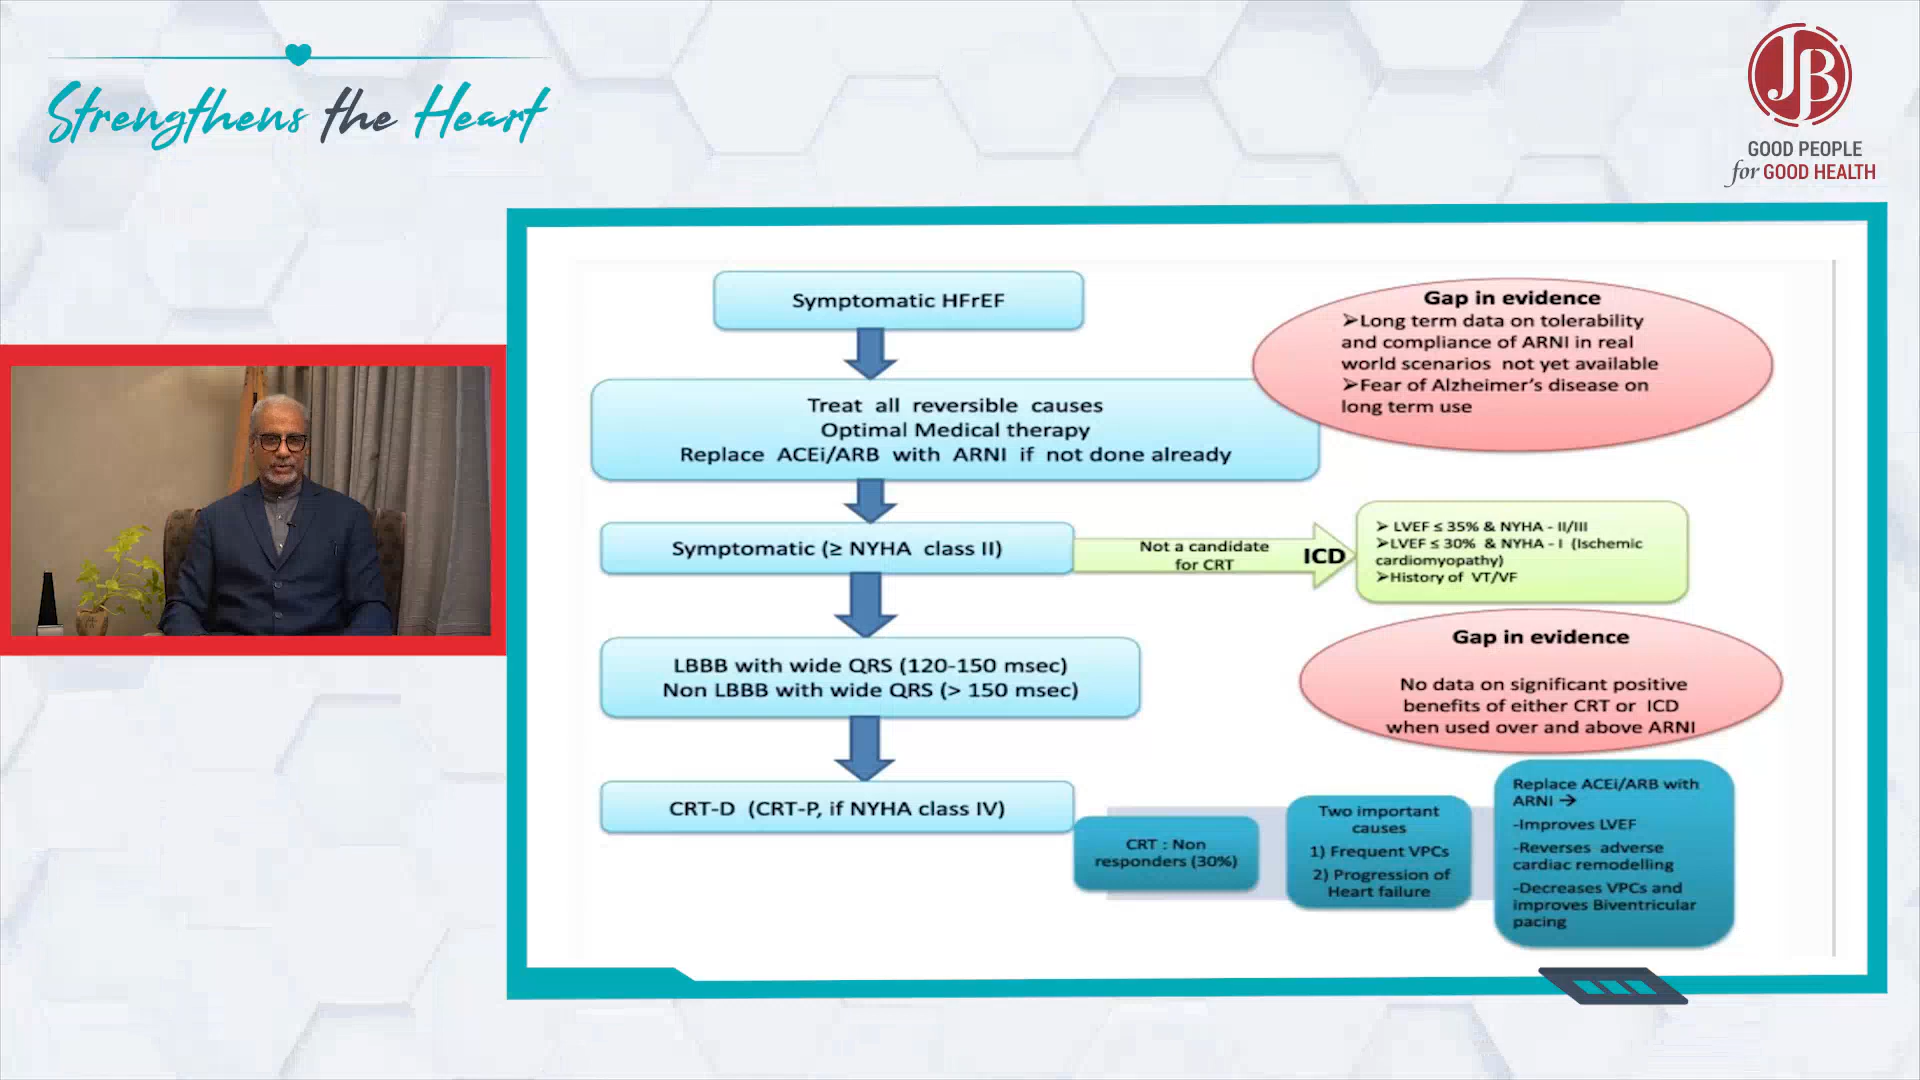 Strengthens the Heart
JB
GOOD PEOPLE
for GOOD HEALTH
Symptomatic HFrEF
Treat all reversible causes
Optimal Medical therapy
Replace ACEi/ARB with ARNI if not done already
Gap in evidence
➢Long term data on tolerability
and compliance of ARNI in real
world scenarios not yet available
➢Fear of Alzheimer's disease on
long term use
Symptomatic (≥ NYHA class II)
Not a candidate
for CRT
ICD
➢ LVEF ≤ 35% & NYHA - II/III
➢LVEF ≤ 30% & NYHA - I (Ischemic
cardiomyopathy)
➢History of VT/VF
LBBB with wide QRS (120-150 msec)
Non LBBB with wide QRS (> 150 msec)
Gap in evidence
No data on significant positive
benefits of either CRT or ICD
when used over and above ARNI
CRT-D (CRT-P, if NYHA class IV)
CRT : Non
responders (30%)
Two important
causes
1) Frequent VPCs
2) Progression of
Heart failure
Replace ACEi/ARB with
ARNI →
-Improves LVEF
-Reverses adverse
cardiac remodelling
-Decreases VPCs and
improves Biventricular
pacing